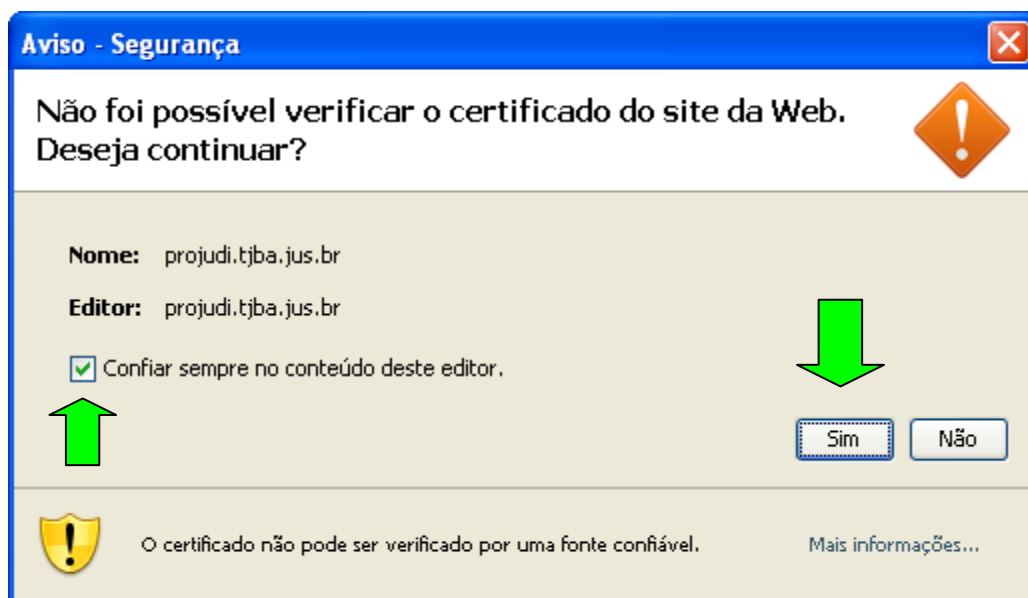 Aviso - Segurança
Não foi possível verificar o certificado do site da Web.
Deseja continuar?
Nome: projudi.tjba.jus.br
Editor: projudi.tjba.jus.br
Confiar sempre no conteúdo deste editor.
Sim Não
O certificado não pode ser verificado por uma fonte confiável. Mais informações...